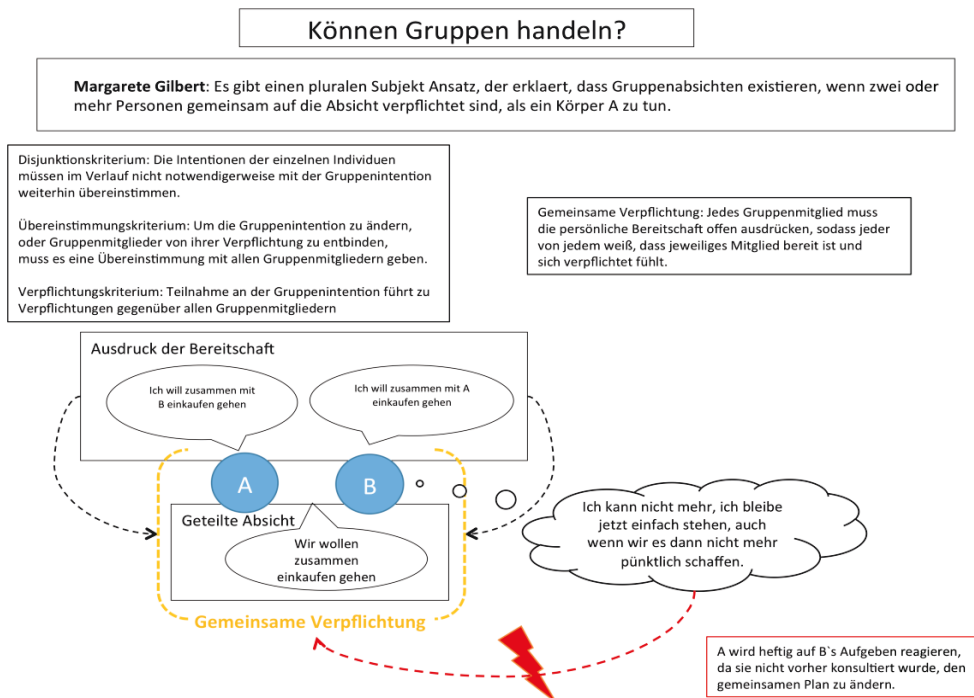 Können Gruppen handeln?
Margarete Gilbert: Es gibt einen pluralen Subjekt Ansatz, der erklaert, dass Gruppenabsichten existieren, wenn zwei oder
mehr Personen gemeinsam auf die Absicht verpflichtet sind, als ein Körper A zu tun.
Disjunktionskriterium: Die Intentionen der einzelnen Individuen
müssen im Verlauf nicht notwendigerweise mit der Gruppenintention
weiterhin übereinstimmen.
Übereinstimmungskriterium: Um die Gruppenintention zu ändern,
oder Gruppenmitglieder von ihrer Verpflichtung zu entbinden,
muss es eine Übereinstimmung mit allen Gruppenmitgliedern geben.
Verpflichtungskriterium: Teilnahme an der Gruppenintention führt zu
Verpflichtungen gegenüber allen Gruppenmitgliedern
Gemeinsame Verpflichtung: Jedes Gruppenmitglied muss
die persönliche Bereitschaft offen ausdrücken, sodass jeder
von jedem weiß, dass jeweiliges Mitglied bereit ist und
sich verpflichtet fühlt.
Ausdruck der Bereitschaft
Ich will zusammen mit
B einkaufen gehen
Ich will zusammen mit A
einkaufen gehen
A
B
Geteilte Absicht
Wir wollen
zusammen
einkaufen gehen
Gemeinsame Verpflichtung
Ich kann nicht mehr, ich bleibe
jetzt einfach stehen, auch
wenn wir es dann nicht mehr
pünktlich schaffen.
A wird heftig auf B`s Aufgeben reagieren,
da sie nicht vorher konsultiert wurde, den
gemeinsamen Plan zu ändern.